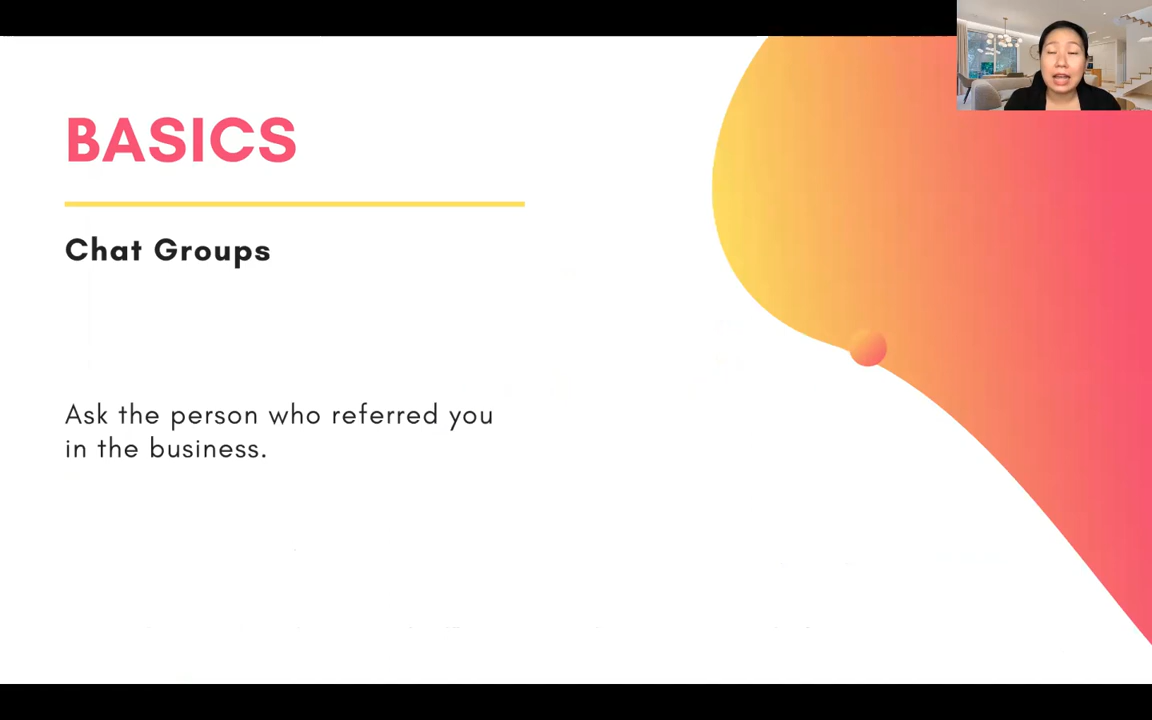 BASICS
Chat Groups
Ask the person who referred you
in the business.